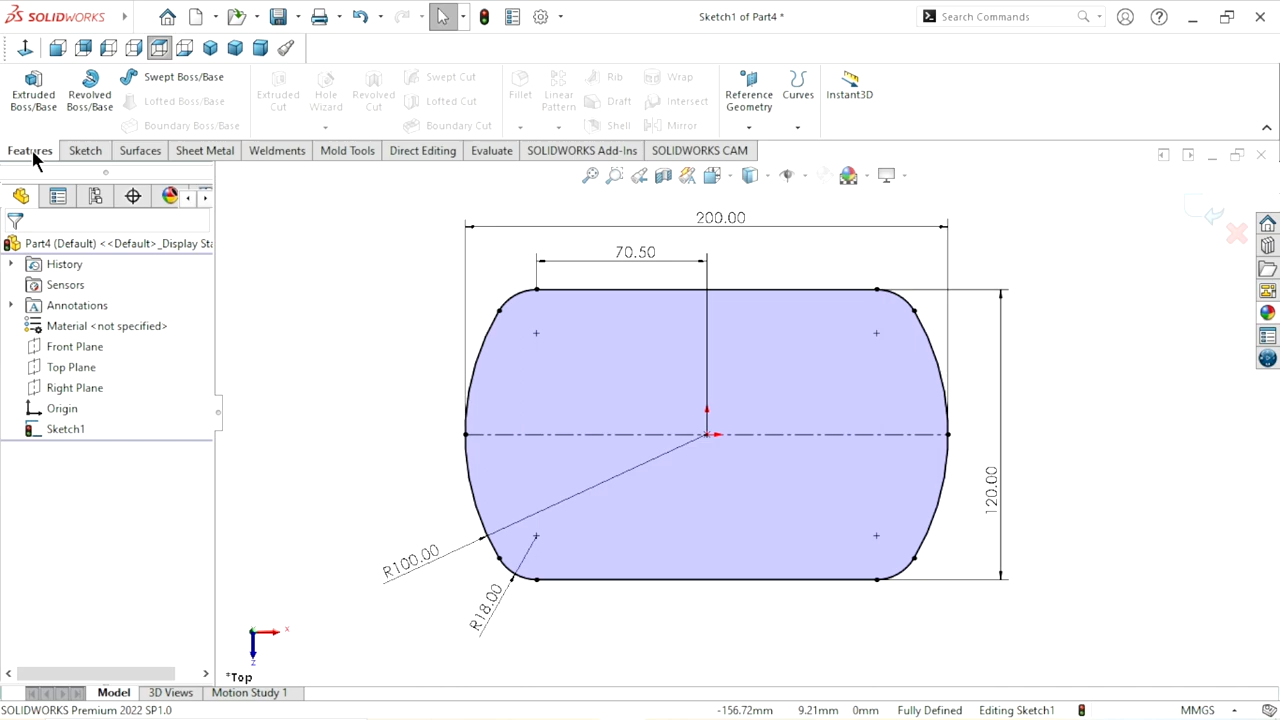 SOLIDWORKS
Sketch1 of Part4 *
Search Commands
Extruded Boss/Base
Revolved Boss/Base
Swept Boss/Base
Lofted Boss/Base
Boundary Boss/Base
Extruded Cut
Hole Wizard
Revolved Cut
Swept Cut
Lofted Cut
Boundary Cut
Fillet
Linear Pattern
Rib
Draft
Shell
Wrap
Intersect
Mirror
Reference Geometry
Curves
Instant3D
Features
Sketch
Surfaces
Sheet Metal
Weldments
Mold Tools
Direct Editing
Evaluate
SOLIDWORKS Add-Ins
SOLIDWORKS CAM
Part4 (Default) <<Default>_Display Sta
History
Sensors
Annotations
Material <not specified>
Front Plane
Top Plane
Right Plane
Origin
Sketch1
200.00
70.50
120.00
R100.00
R18.00
x
z
*Top
Model
3D Views
Motion Study 1
SOLIDWORKS Premium 2022 SP1.0
-156.72mm
9.21mm
0mm
Fully Defined
Editing Sketch1
MMGS